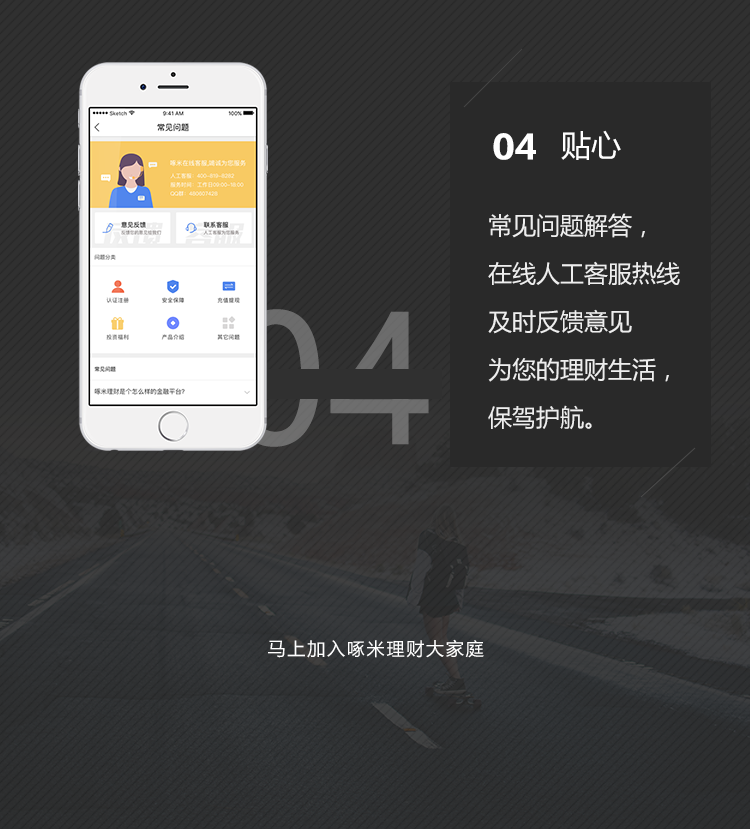 Sketch 9:41 AM 100%
常见问题
啄米在线客服,竭诚为您服务
服务时间：工作日09:00-18:00
意见反馈
联系客服
人工客服为您服务
问题分类
认证注册 安全保障 充值提现
投资福利 产品介绍 其它问题
常见问题
啄米理财是个怎么样的金融平台?
04
04 贴心
常见问题解答，
在线人工客服热线
及时反馈意见
为您的理财生活，
保驾护航。
马上加入啄米理财大家庭